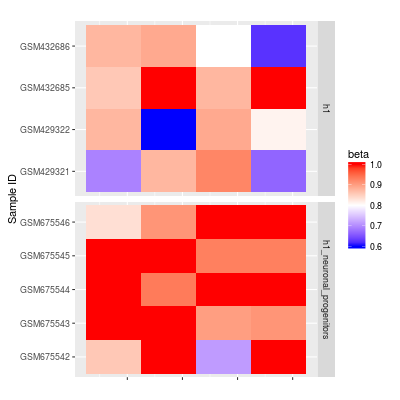 GSM432686
GSM432685
GSM429322
GSM429321
h1
GSM675546
GSM675545
GSM675544
GSM675543
GSM675542
h1_neuronal_progenitors
Sample ID
beta
1.0
0.9
0.8
0.7
0.6